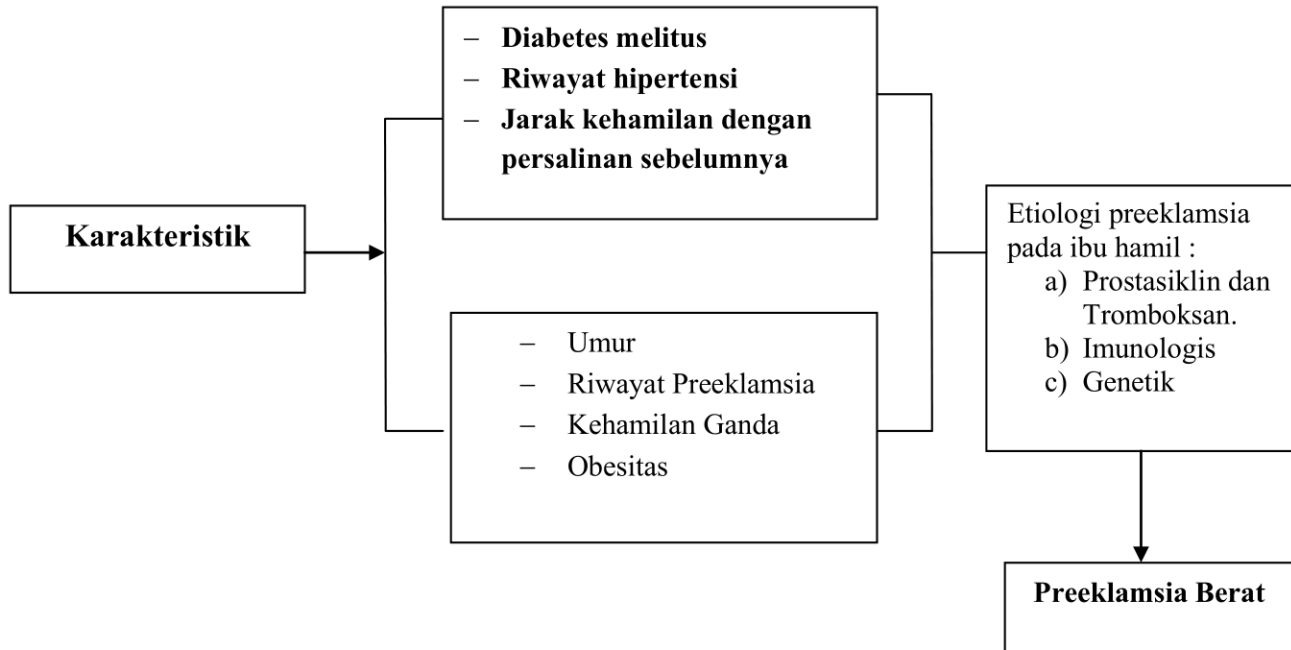 Karakteristik
– Diabetes melitus
– Riwayat hipertensi
– Jarak kehamilan dengan
persalinan sebelumnya
– Umur
– Riwayat Preeklamsia
– Kehamilan Ganda
– Obesitas
Etiologi preeklamsia
pada ibu hamil :
a) Prostasiklin dan
Tromboksan.
b) Imunologis
c) Genetik
Preeklamsia Berat